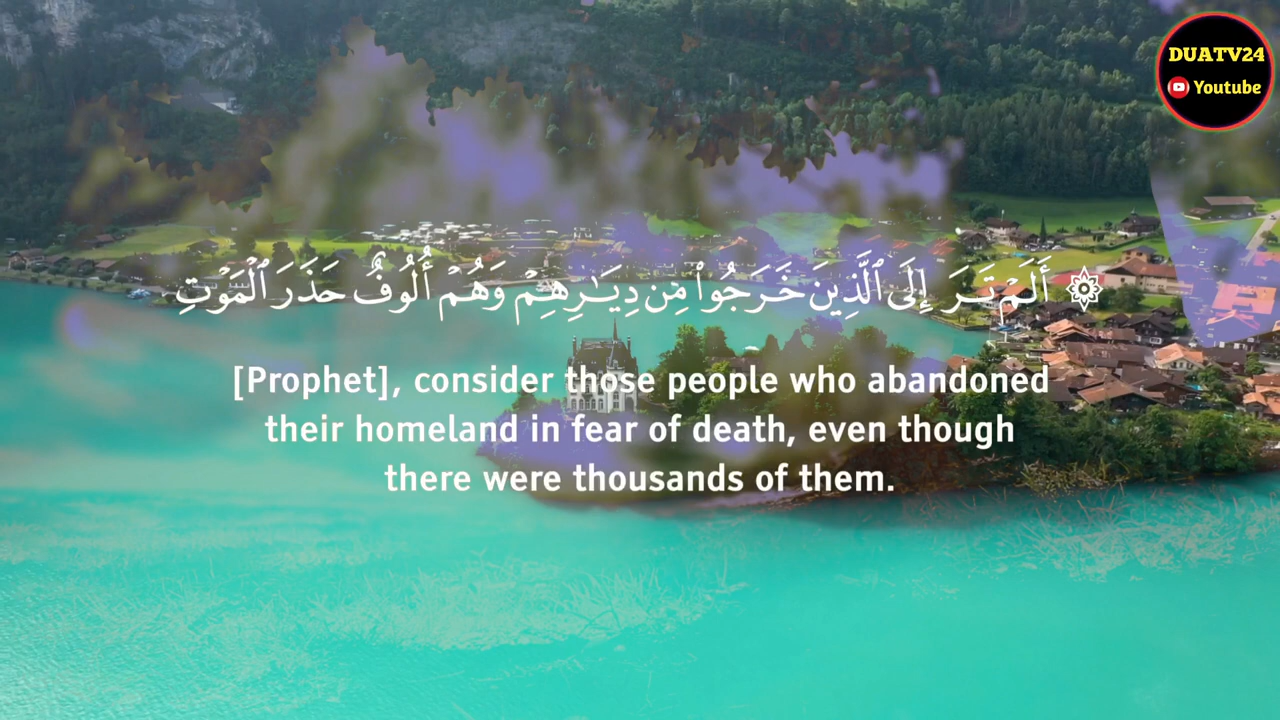 DUATV24
Youtube
۞ أَلَمْ تَرَ إِلَى ٱلَّذِينَ خَرَجُوا۟ مِن دِيَـٰرِهِمْ وَهُمْ أُلُوفٌ حَذَرَ ٱلْمَوْتِ
[Prophet], consider those people who abandoned
their homeland in fear of death, even though
there were thousands of them.